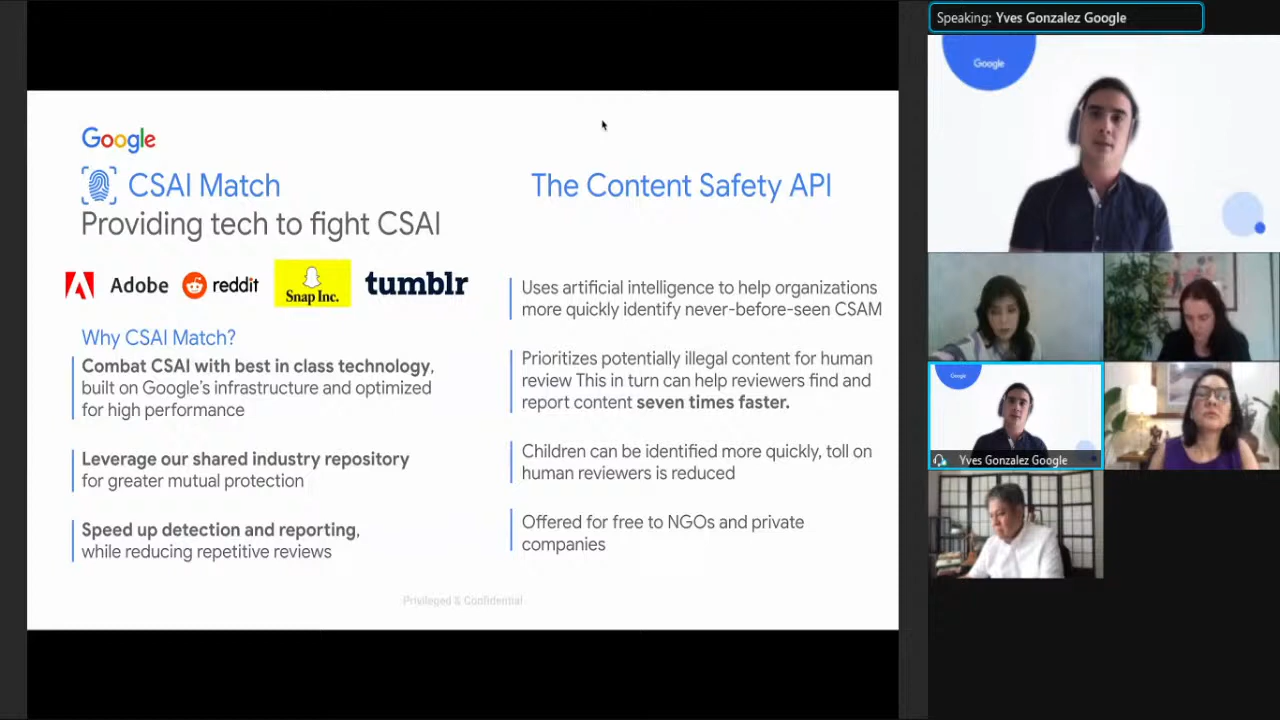 Speaking: Yves Gonzalez Google
Google
Google
CSAI Match
Providing tech to fight CSAI
Adobe
reddit
Snap Inc.
tumblr
Why CSAI Match?
Combat CSAI with best in class technology,
built on Google's infrastructure and optimized
for high performance
Leverage our shared industry repository
for greater mutual protection
Speed up detection and reporting,
while reducing repetitive reviews
The Content Safety API
Uses artificial intelligence to help organizations
more quickly identify never-before-seen CSAM
Prioritizes potentially illegal content for human
review This in turn can help reviewers find and
report content seven times faster.
Children can be identified more quickly, toll on
human reviewers is reduced
Offered for free to NGOs and private
companies
Privileged & Confidential
Google
Yves Gonzalez Google